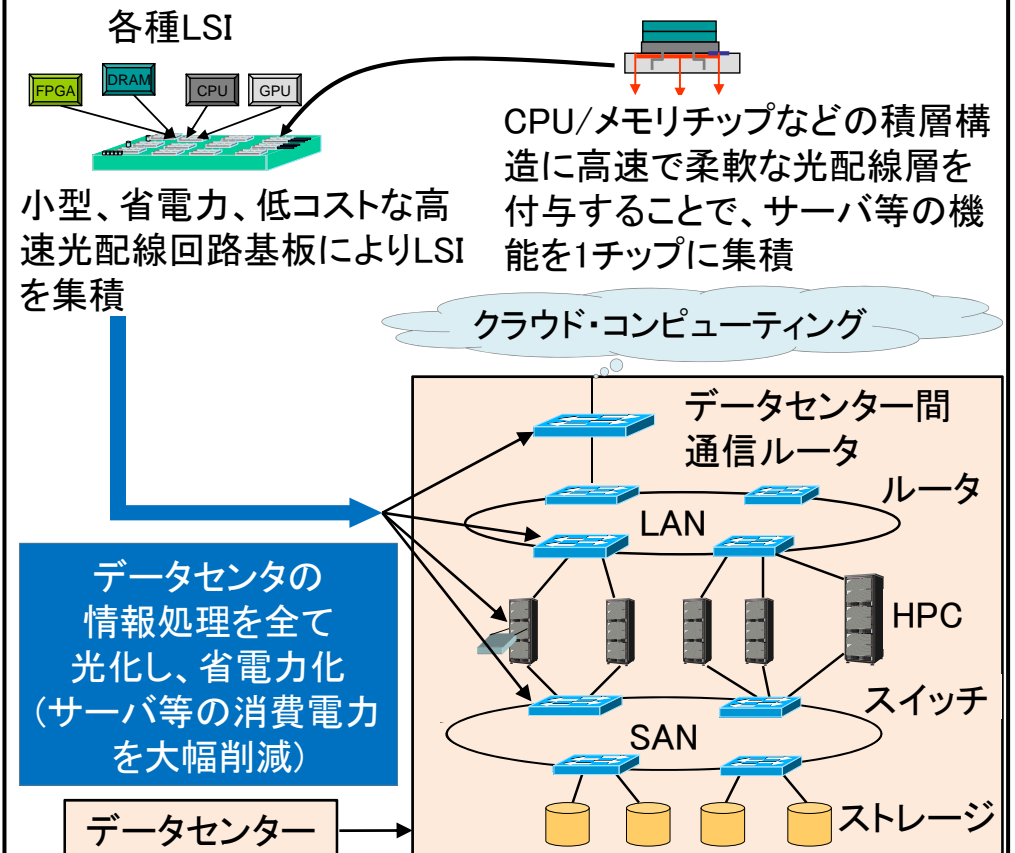 各種LSI
FPGA
DRAM
CPU
GPU
小型、省電力、低コストな高
速光配線回路基板によりLSI
を集積
CPU/メモリチップなどの積層構
造に高速で柔軟な光配線層を
付与することで、サーバ等の機
能を1チップに集積
クラウド・コンピューティング
データセンター間
通信ルータ
ルータ
LAN
データセンタの
情報処理を全て
光化し、省電力化
(サーバ等の消費電力
を大幅削減)
HPC
スイッチ
SAN
ストレージ
データセンター